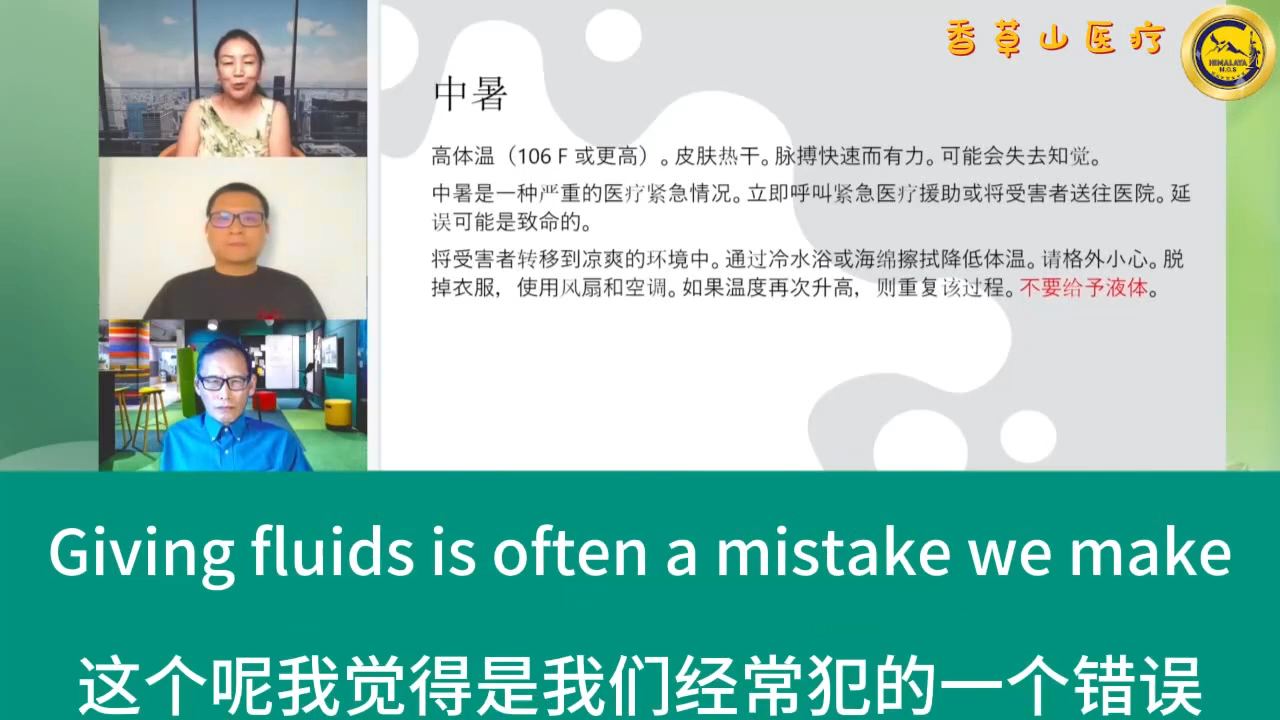 香草山医疗
HIMALAYA
M.G.S
中暑
高体温（106 F 或更高）。皮肤热干。脉搏快速而有力。可能会失去知觉。
中暑是一种严重的医疗紧急情况。立即呼叫紧急医疗援助或将受害者送往医院。延
误可能是致命的。
将受害者转移到凉爽的环境中。通过冷水浴或海绵擦拭降低体温。请格外小心。脱
掉衣服，使用风扇和空调。如果温度再次升高，则重复该过程。不要给予液体。
Giving fluids is often a mistake we make
这个呢我觉得是我们经常犯的一个错误